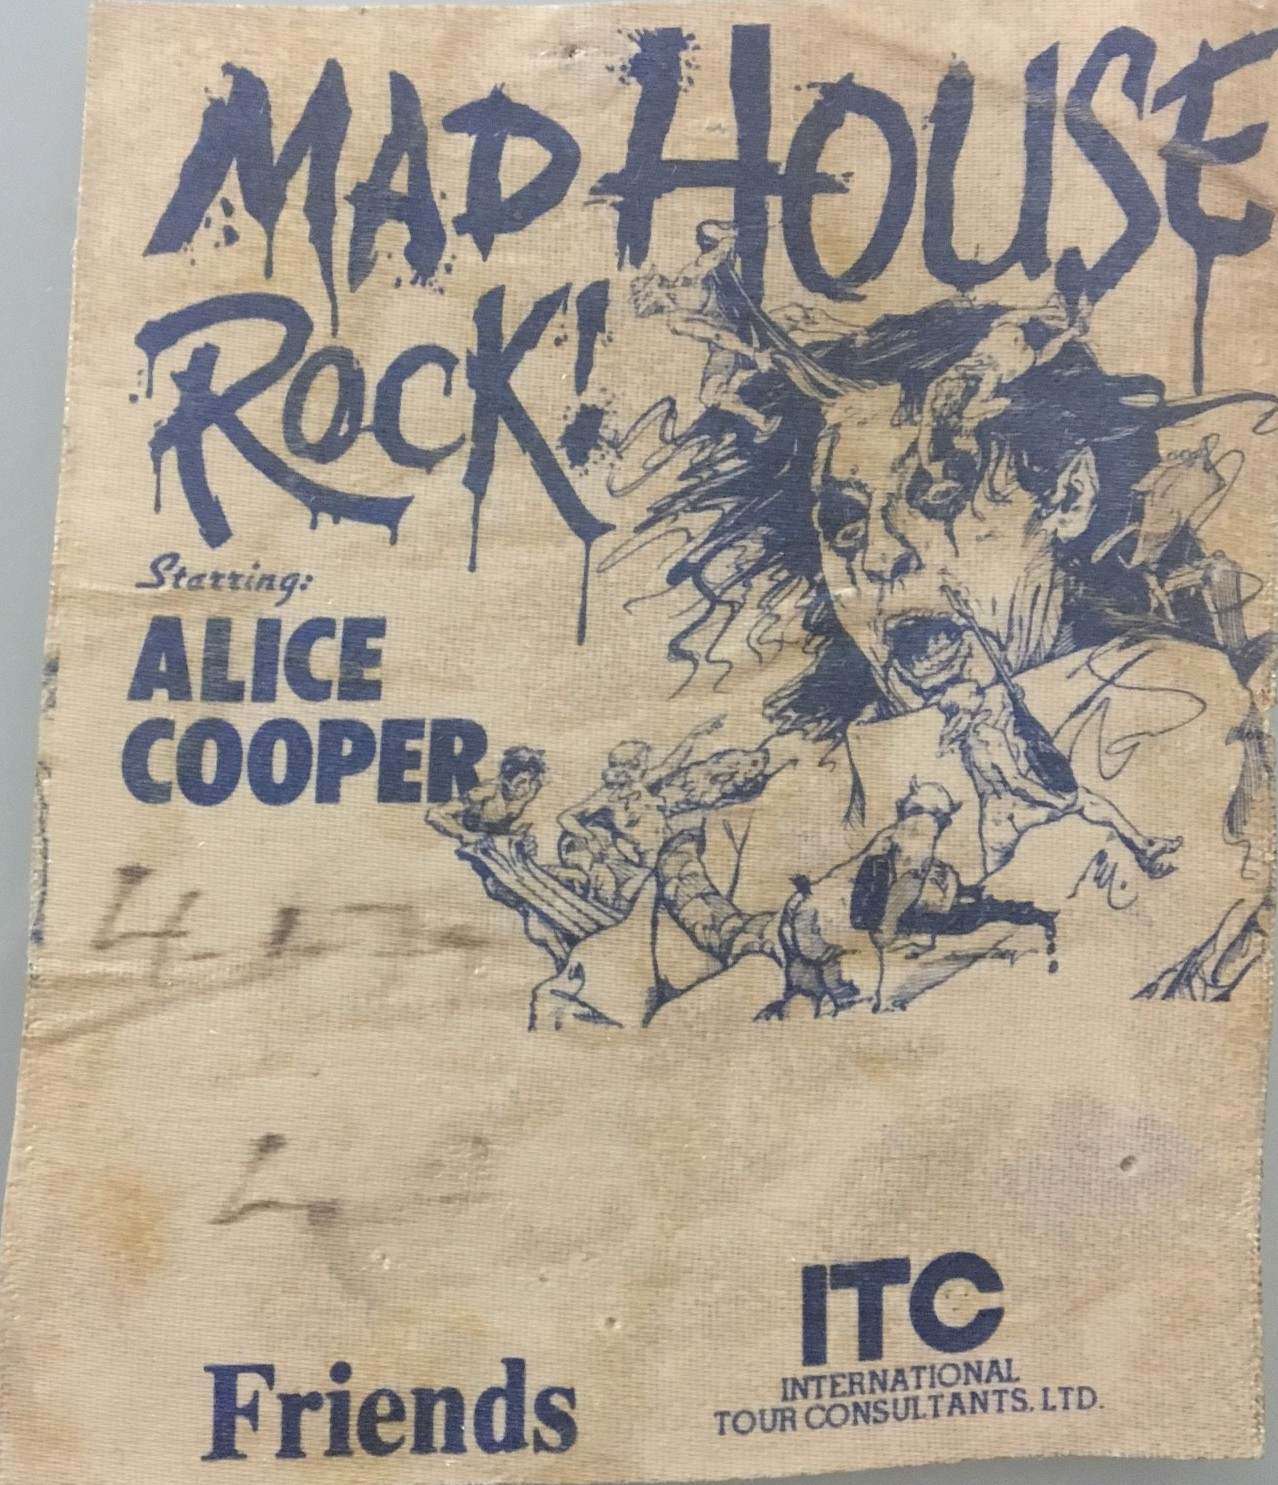 MAD HOUSE
ROCK!
Starring:
ALICE
COOPER
Friends
ITC
INTERNATIONAL
TOUR CONSULTANTS, LTD.